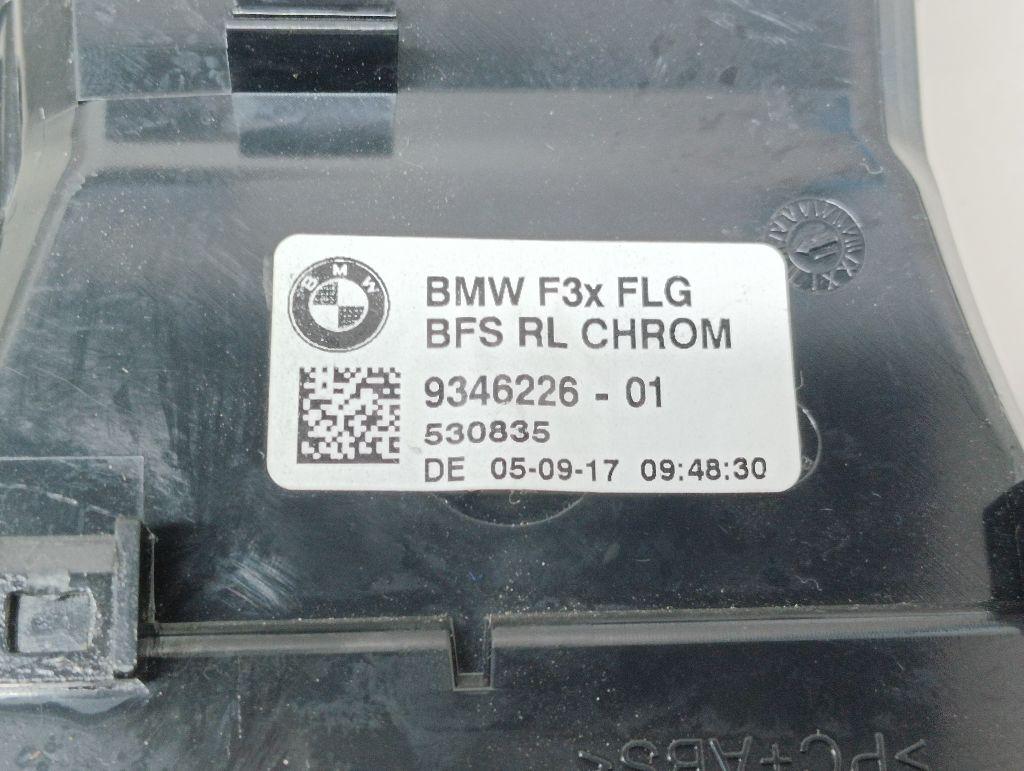 BMW
BMW F3x FLG
BFS RL CHROM
9346226 - 01
530835
DE 05-09-17 09:48:30
>PC+ABS<